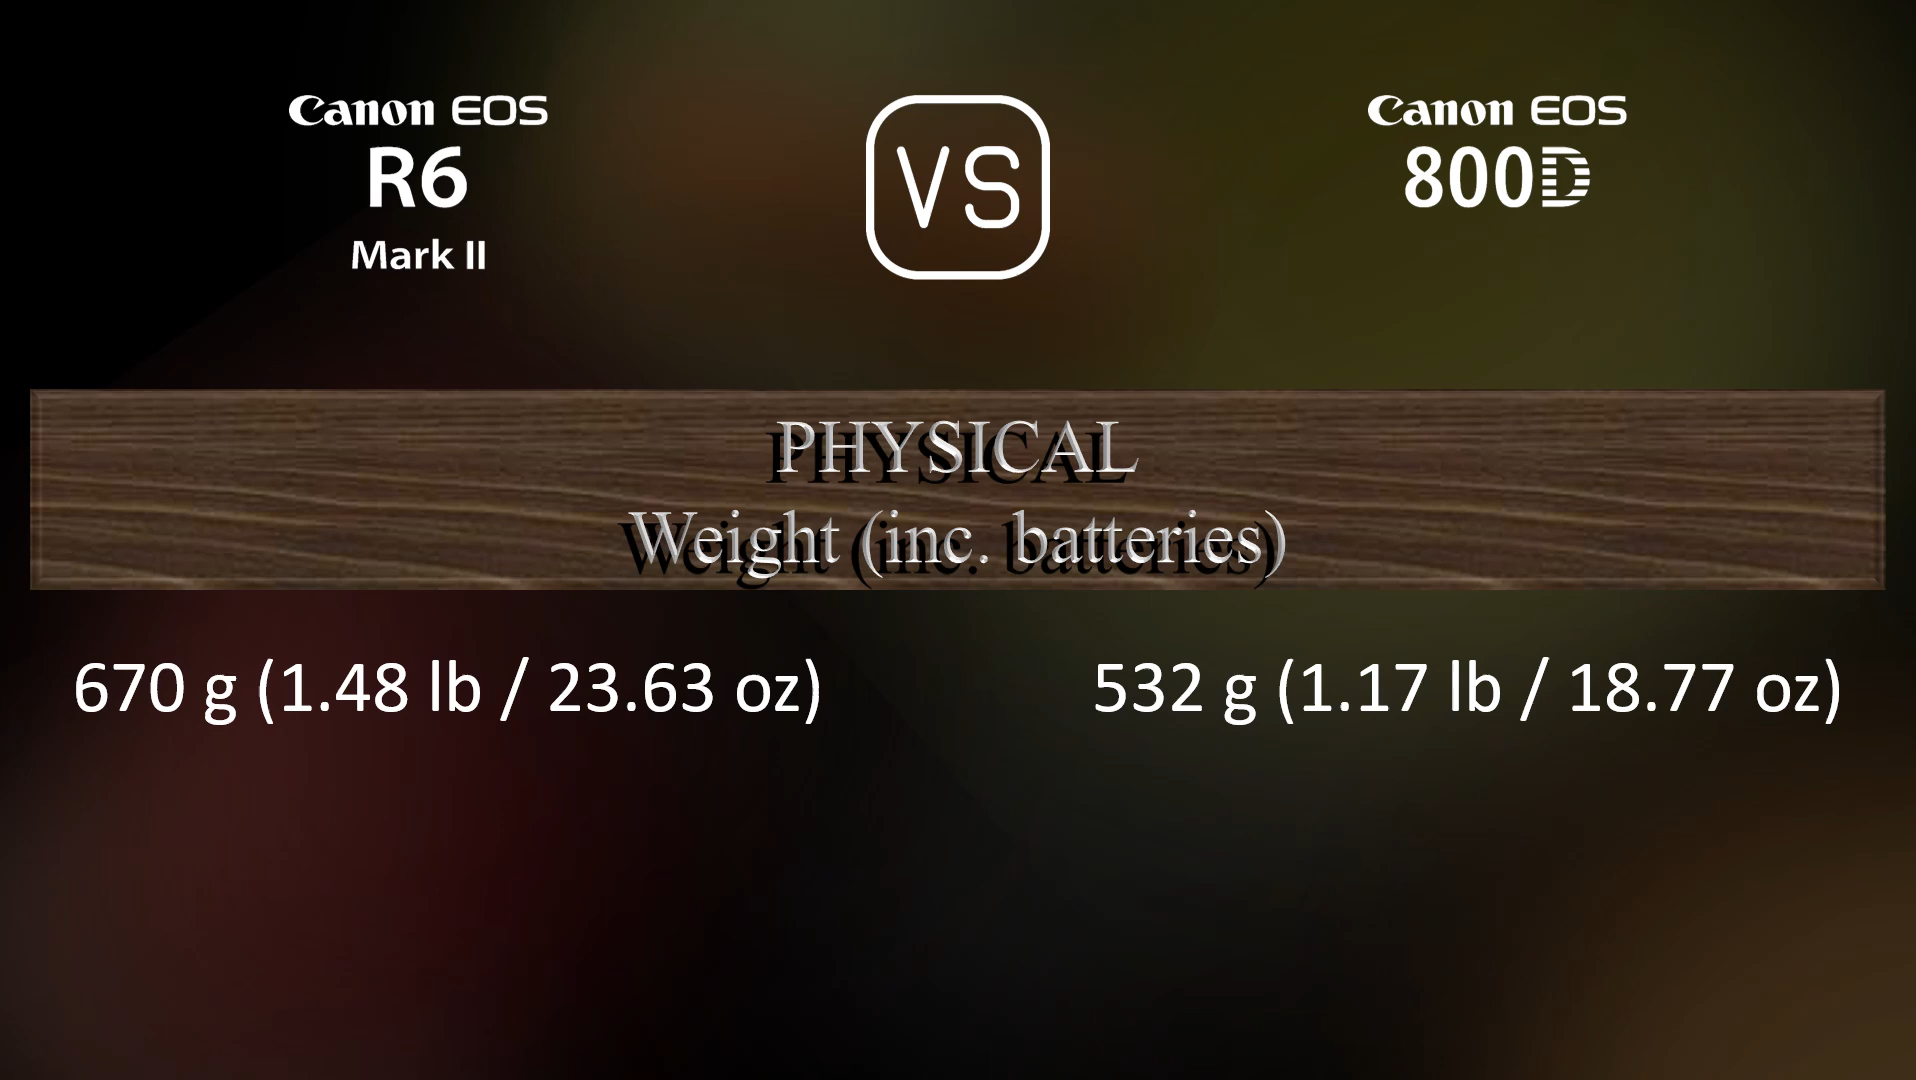 Canon EOS
R6
Mark II
VS
Canon EOS
800D
PHYSICAL
Weight (inc. batteries)
670 g (1.48 lb / 23.63 oz)
532 g (1.17 lb / 18.77 oz)